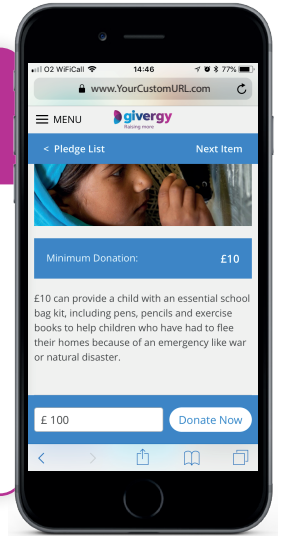 O2 WiFiCall 14:46 77%
www.YourCustomURL.com
MENU
givergy
Raising more
< Pledge List Next Item
Minimum Donation: £10
£10 can provide a child with an essential school
bag kit, including pens, pencils and exercise
books to help children who have had to flee
their homes because of an emergency like war
or natural disaster.
£ 100 Donate Now